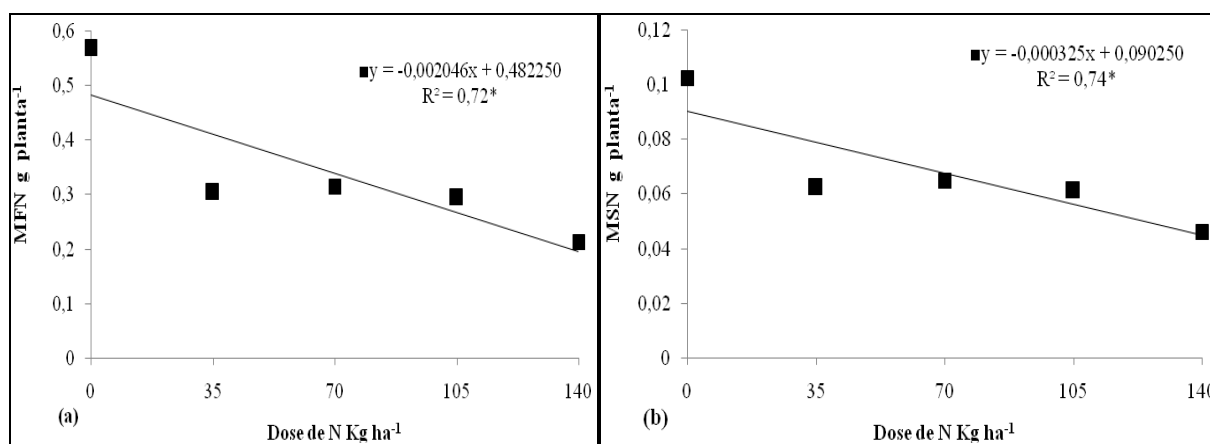 0,6
0,5
0,4
0,3
0,2
0,1
0
MFN g planta-1
■y = -0,002046x + 0,482250
R² = 0,72*
0 35 70 105 140
(a)
Dose de N Kg ha-1
0,12
0,1
0,08
0,06
0,04
0,02
0
MSN g planta-1
■y = -0,000325x + 0,090250
R² = 0,74*
0 35 70 105 140
(b)
Dose de N Kg ha-1